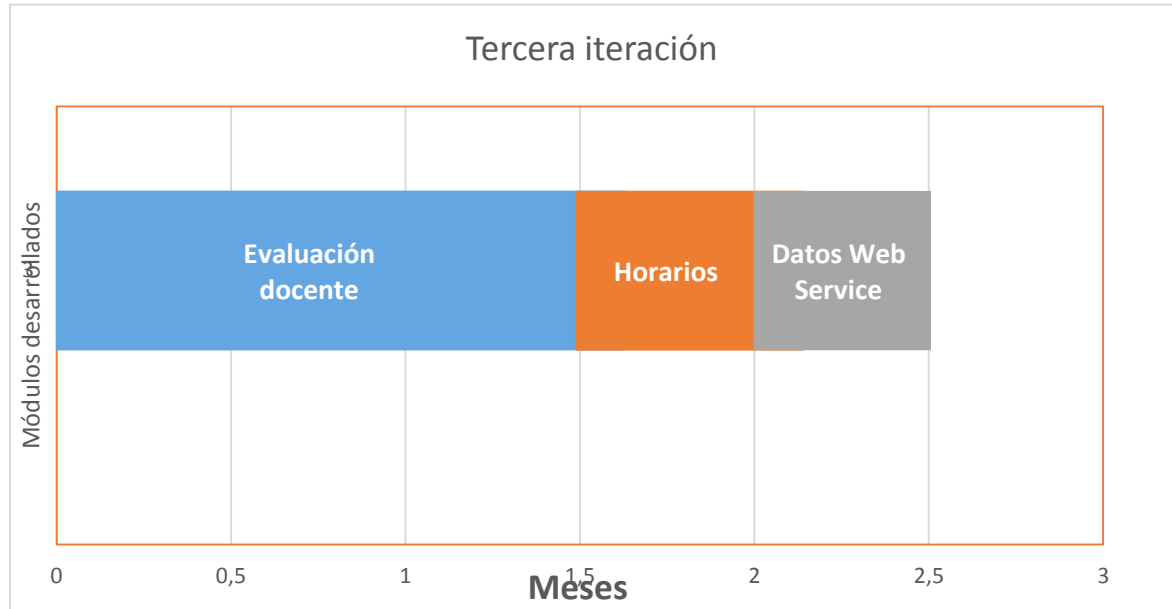 Tercera iteración
Módulos desarrollados
1
Evaluación
docente
Horarios
Datos Web
Service
0
0,5
1
1,5
2
2,5
3
Meses